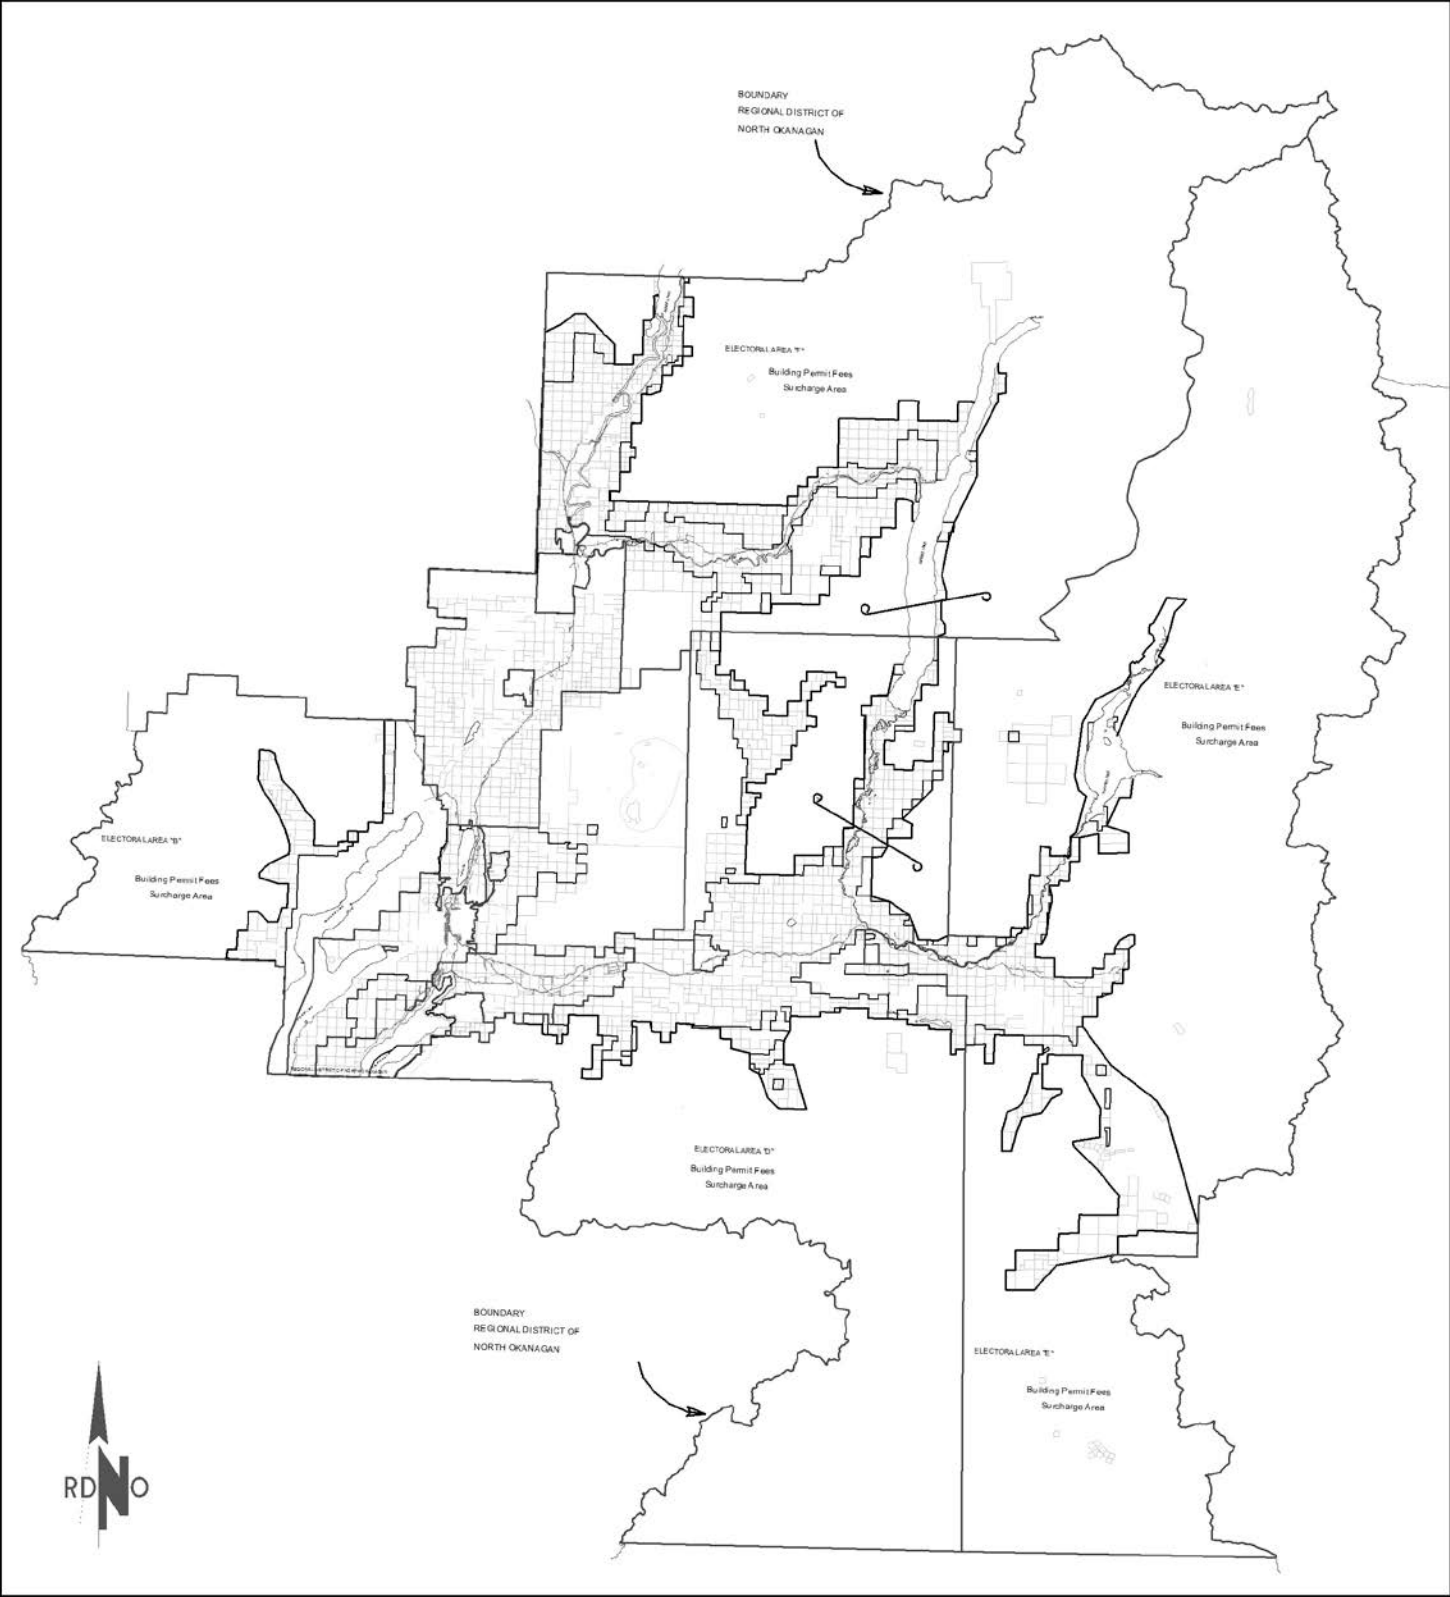 BOUNDARY
REGIONAL DISTRICT OF
NORTH OKANAGAN
ELECTORAL AREA "F"
Building Permit Fees
Surcharge Area
ELECTORAL AREA "E"
Building Permit Fees
Surcharge Area
ELECTORAL AREA "B"
Building Permit Fees
Surcharge Area
ELECTORAL AREA "D"
Building Permit Fees
Surcharge Area
BOUNDARY
REGIONAL DISTRICT OF
NORTH OKANAGAN
ELECTORAL AREA "E"
Building Permit Fees
Surcharge Area
RDNO